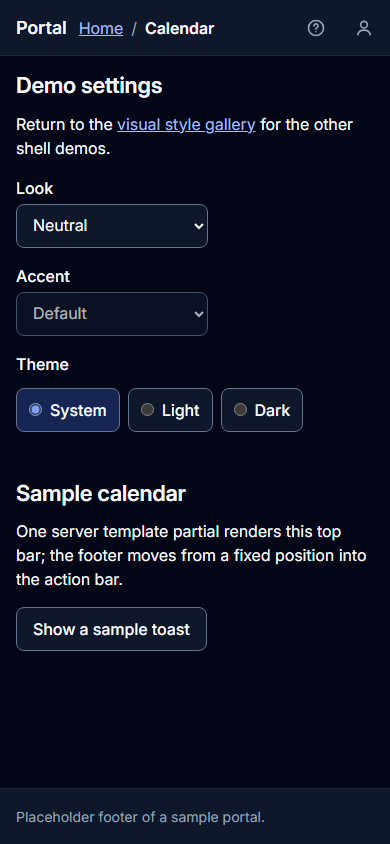 Portal Home / Calendar
Demo settings
Return to the visual style gallery for the other
shell demos.
Look
Neutral
Accent
Default
Theme
System Light Dark
Sample calendar
One server template partial renders this top
bar; the footer moves from a fixed position into
the action bar.
Show a sample toast
Placeholder footer of a sample portal.